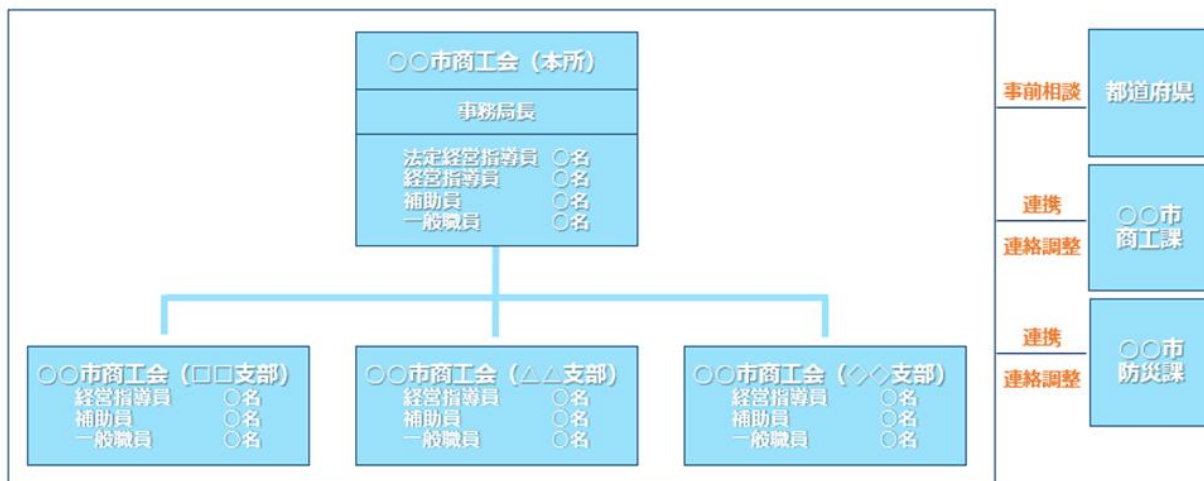 ○○市商工会（本所）
事務局長
法定経営指導員 ○名
経営指導員 ○名
補助員 ○名
一般職員 ○名
○○市商工会（□□支部）
経営指導員 ○名
補助員 ○名
一般職員 ○名
○○市商工会（△△支部）
経営指導員 ○名
補助員 ○名
一般職員 ○名
○○市商工会（◇◇支部）
経営指導員 ○名
補助員 ○名
一般職員 ○名
事前相談
都道府県
連携
連絡調整
○○市
商工課
連携
連絡調整
○○市
防災課